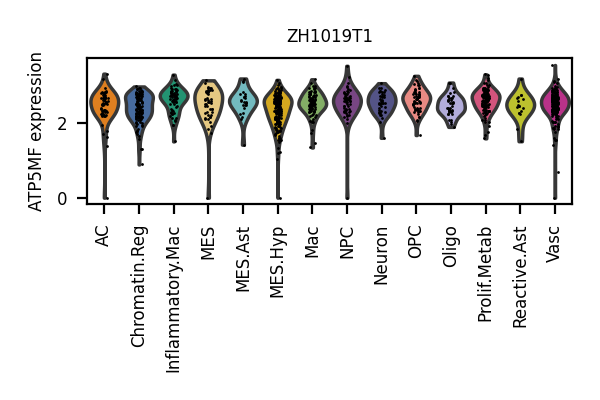 ZH1019T1
ATP5MF expression
2
0
AC
Chromatin.Reg
Inflammatory.Mac
MES
MES.Ast
MES.Hyp
Mac
NPC
Neuron
OPC
Oligo
Prolif.Metab
Reactive.Ast
Vasc